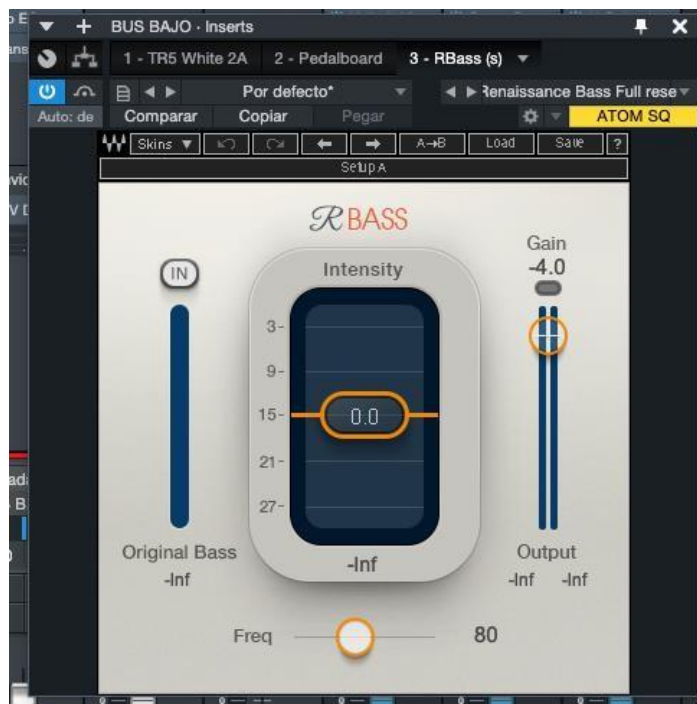 BUS BAJO · Inserts
1 - TR5 White 2A 2 - Pedalboard 3 - RBass (s)
Por defecto* Renaissance Bass Full rese
Auto: de Comparar Copiar Pegar ATOM SQ
Skins A→B Load Save ?
Setup A
R BASS
Gain
-4.0
IN
Intensity
3
9
15 0.0
21
27
Original Bass -Inf Output
-Inf -Inf -Inf
Freq 80